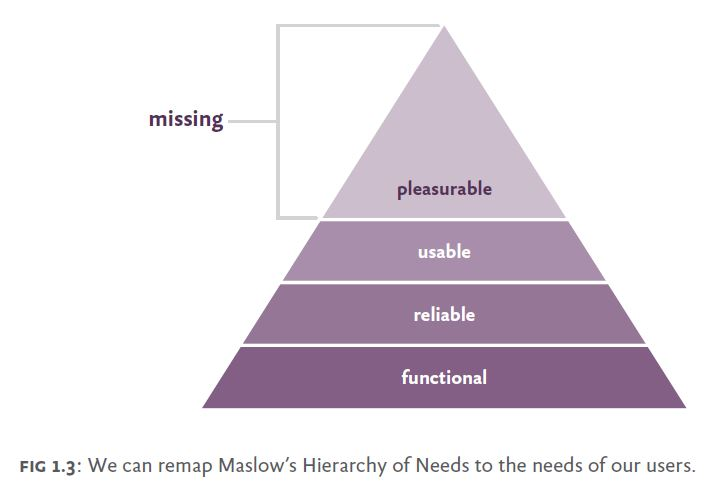 missing
pleasurable
usable
reliable
functional
FIG 1.3: We can remap Maslow’s Hierarchy of Needs to the needs of our users.